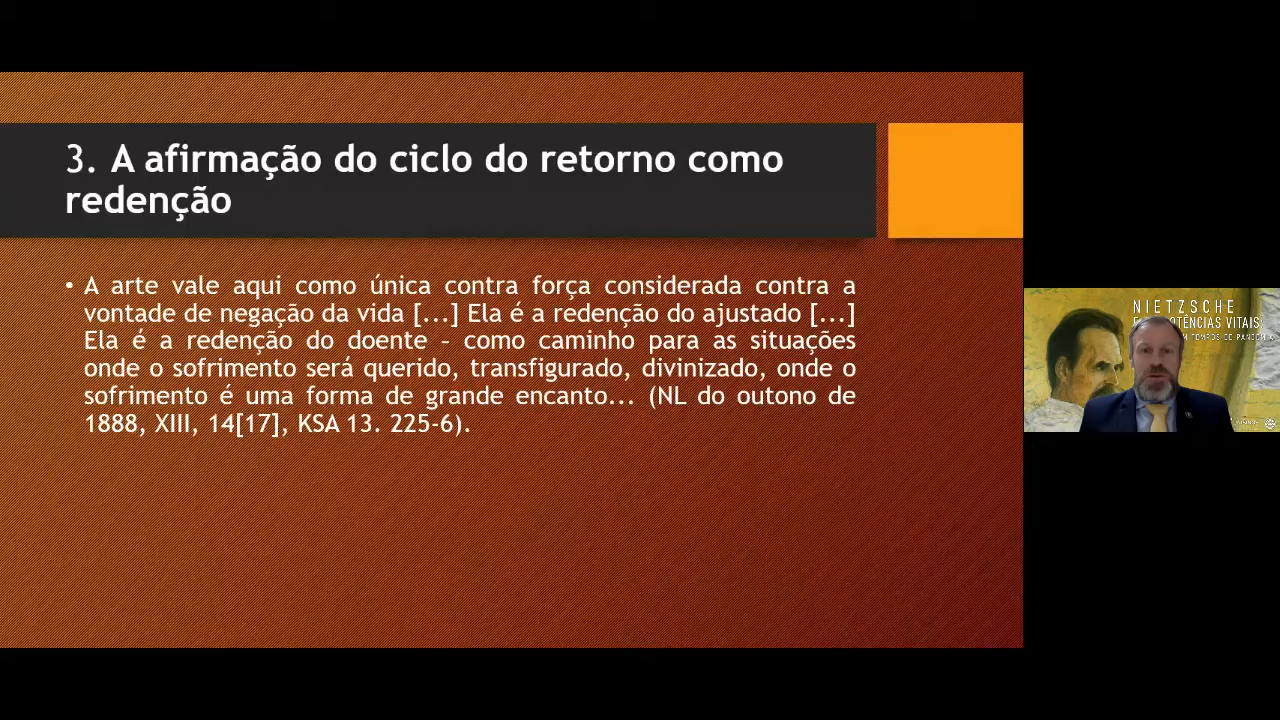 3. A afirmação do ciclo do retorno como
redenção
• A arte vale aqui como única contra força considerada contra a
vontade de negação da vida [...] Ela é a redenção do ajustado [...]
Ela é a redenção do doente – como caminho para as situações
onde o sofrimento será querido, transfigurado, divinizado, onde o
sofrimento é uma forma de grande encanto... (NL do outono de
1888, XIII, 14[17], KSA 13. 225-6).
NIETZSCHE
VITAIS